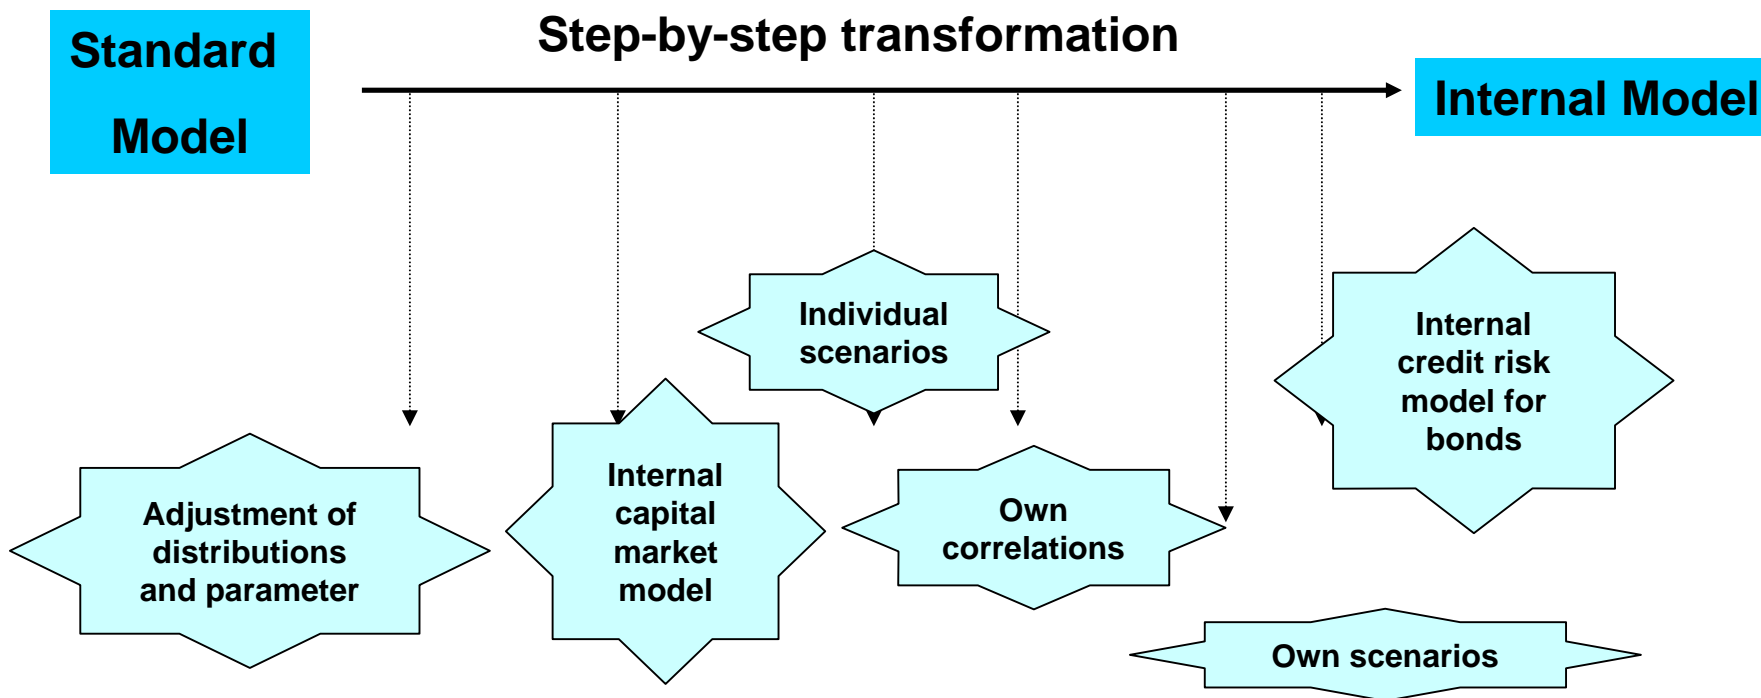 Standard
Model
Step-by-step transformation
Internal Model
Individual
scenarios
Internal
credit risk
model for
bonds
Adjustment of
distributions
and parameter
Internal
capital
market
model
Own
correlations
Own scenarios